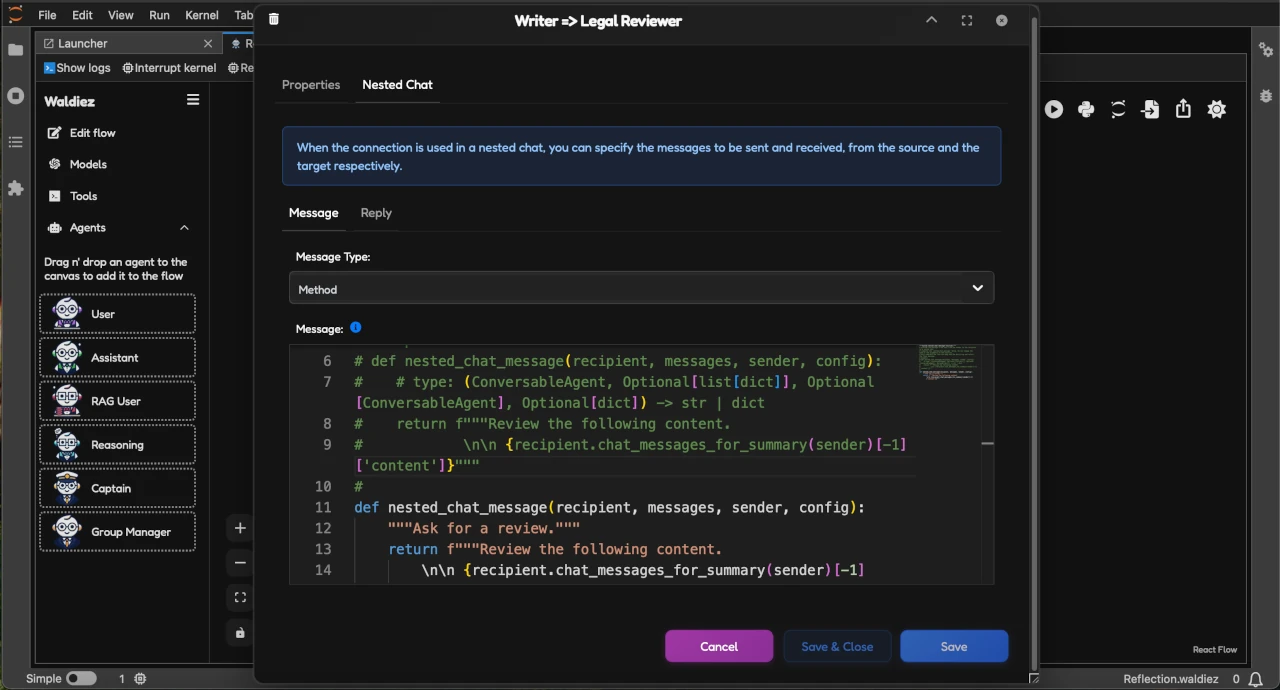 File Edit View Run Kernel Tab
Writer => Legal Reviewer
Launcher
Show logs Interrupt kernel Re
Waldiez
Edit flow
Models
Tools
Agents
Drag n' drop an agent to the
canvas to add it to the flow
User
Assistant
RAG User
Reasoning
Captain
Group Manager
Properties Nested Chat
When the connection is used in a nested chat, you can specify the messages to be sent and received, from the source and the
target respectively.
Message Reply
Message Type:
Method
Message:
6 # def nested_chat_message(recipient, messages, sender, config):
7 #   # type: (ConversableAgent, Optional[list[dict]], Optional
[ConversableAgent], Optional[dict]) -> str | dict
8 #   return f"""Review the following content.
9 #           \n\n {recipient.chat_messages_for_summary(sender)[-1]
['content']}"""
10 #
11 def nested_chat_message(recipient, messages, sender, config):
12     """Ask for a review."""
13     return f"""Review the following content.
14         \n\n {recipient.chat_messages_for_summary(sender)[-1]
Cancel Save & Close Save
React Flow
Simple 1 Reflection.waldiez 0